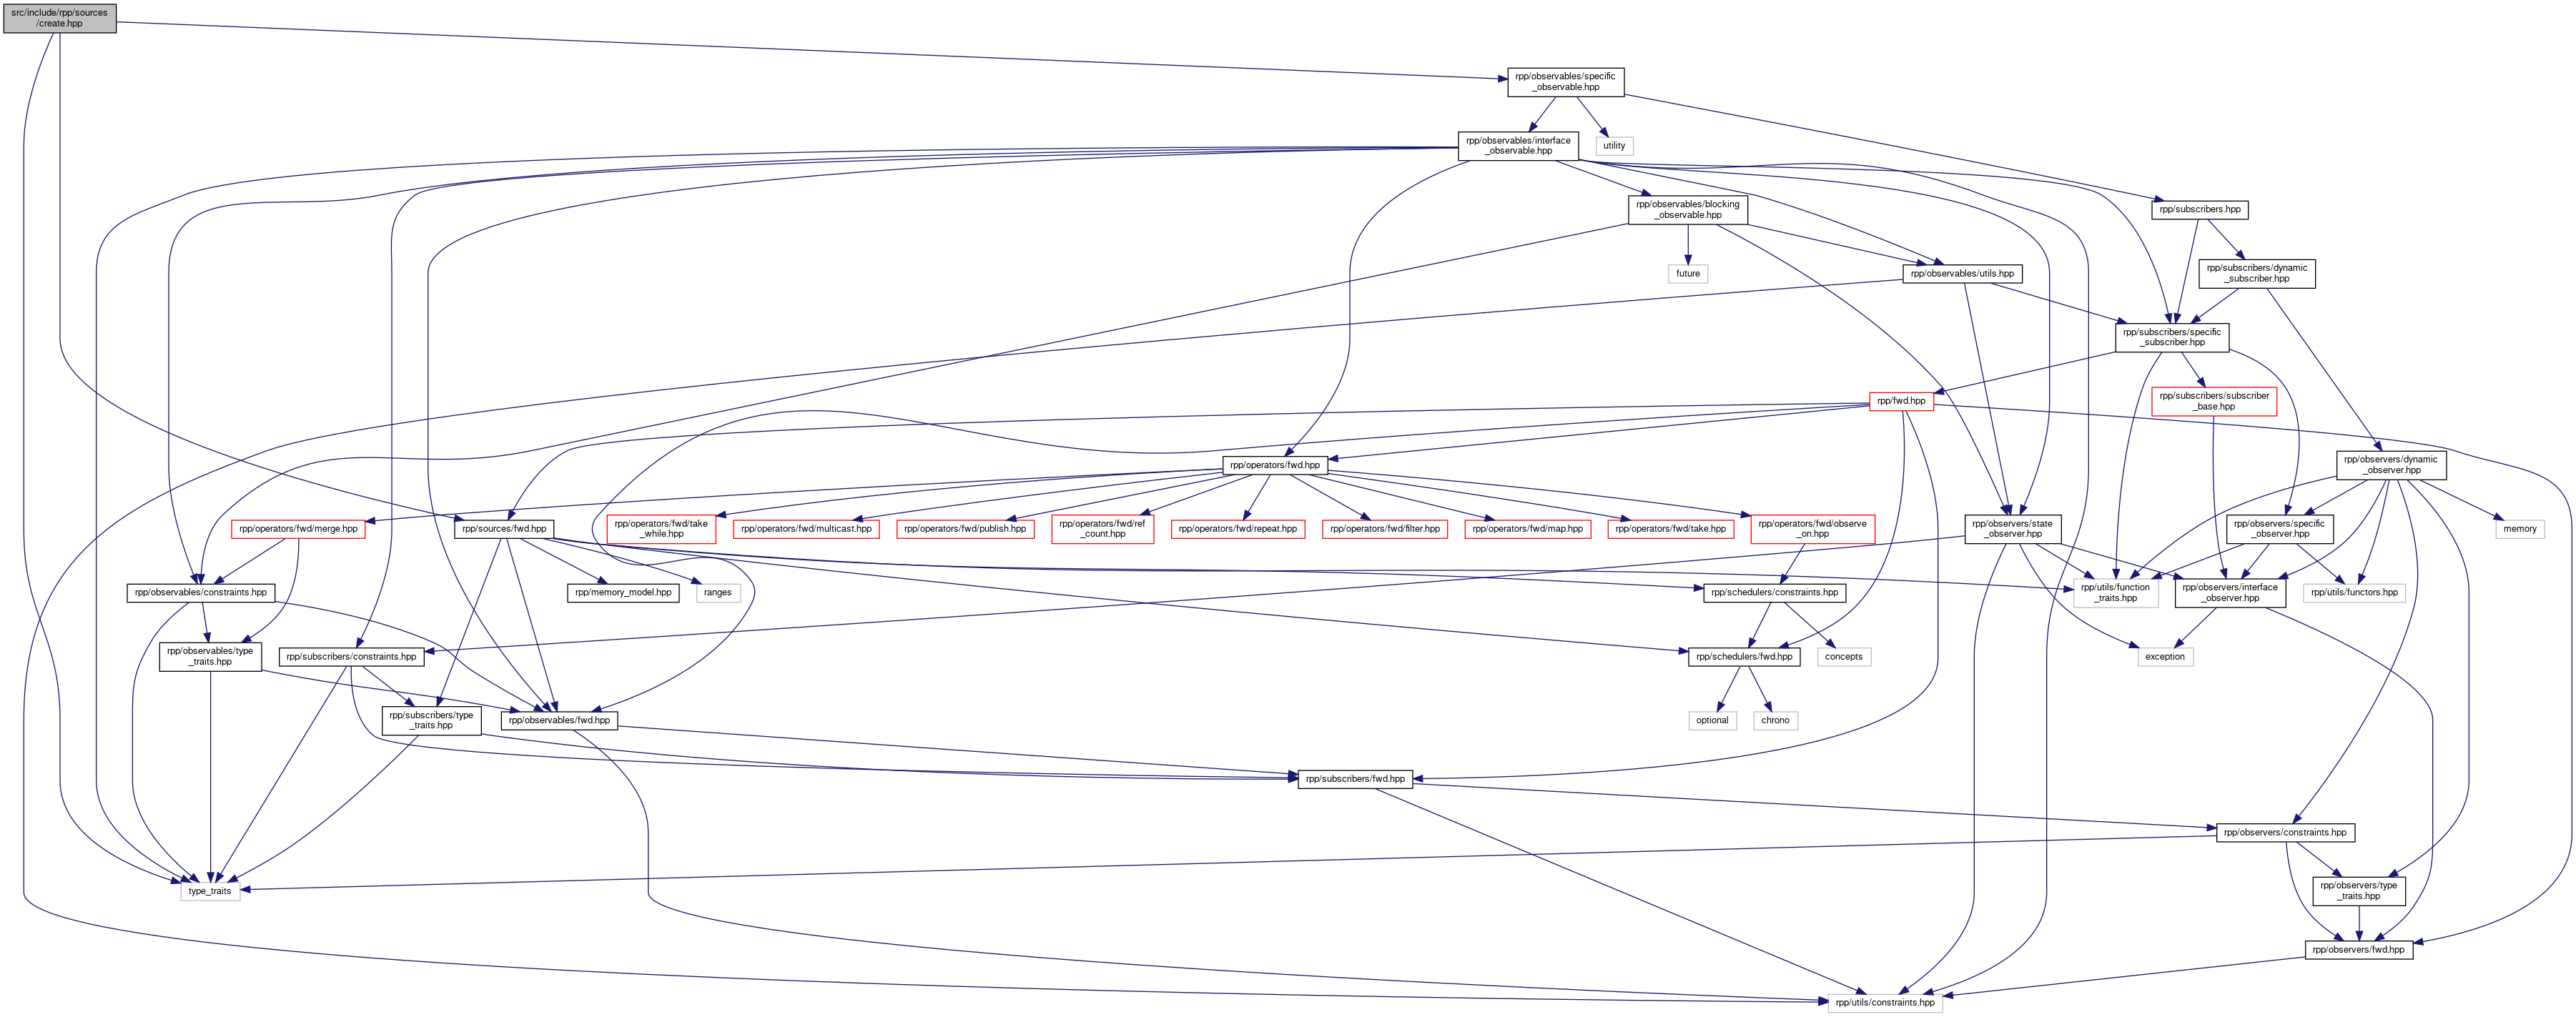 src/include/rpp/sources
/create.hpp
rpp/observables/specific
_observable.hpp
rpp/observables/interface
_observable.hpp
utility
rpp/observables/blocking
_observable.hpp
rpp/subscribers.hpp
future
rpp/observables/utils.hpp
rpp/subscribers/dynamic
_subscriber.hpp
rpp/subscribers/specific
_subscriber.hpp
rpp/fwd.hpp
rpp/subscribers/subscriber
_base.hpp
rpp/operators/fwd.hpp
rpp/observers/dynamic
_observer.hpp
rpp/operators/fwd/merge.hpp
rpp/sources/fwd.hpp
rpp/operators/fwd/take
_while.hpp
rpp/operators/fwd/multicast.hpp
rpp/operators/fwd/publish.hpp
rpp/operators/fwd/ref
_count.hpp
rpp/operators/fwd/repeat.hpp
rpp/operators/fwd/filter.hpp
rpp/operators/fwd/map.hpp
rpp/operators/fwd/take.hpp
rpp/operators/fwd/observe
_on.hpp
rpp/observers/state
_observer.hpp
rpp/observers/specific
_observer.hpp
memory
rpp/observables/constraints.hpp
rpp/memory_model.hpp
ranges
rpp/schedulers/constraints.hpp
rpp/utils/function
_traits.hpp
rpp/observers/interface
_observer.hpp
rpp/utils/functors.hpp
rpp/observables/type
_traits.hpp
rpp/subscribers/constraints.hpp
rpp/schedulers/fwd.hpp
concepts
exception
rpp/subscribers/type
_traits.hpp
rpp/observables/fwd.hpp
optional
chrono
rpp/subscribers/fwd.hpp
rpp/observers/constraints.hpp
type_traits
rpp/observers/type
_traits.hpp
rpp/observers/fwd.hpp
rpp/utils/constraints.hpp